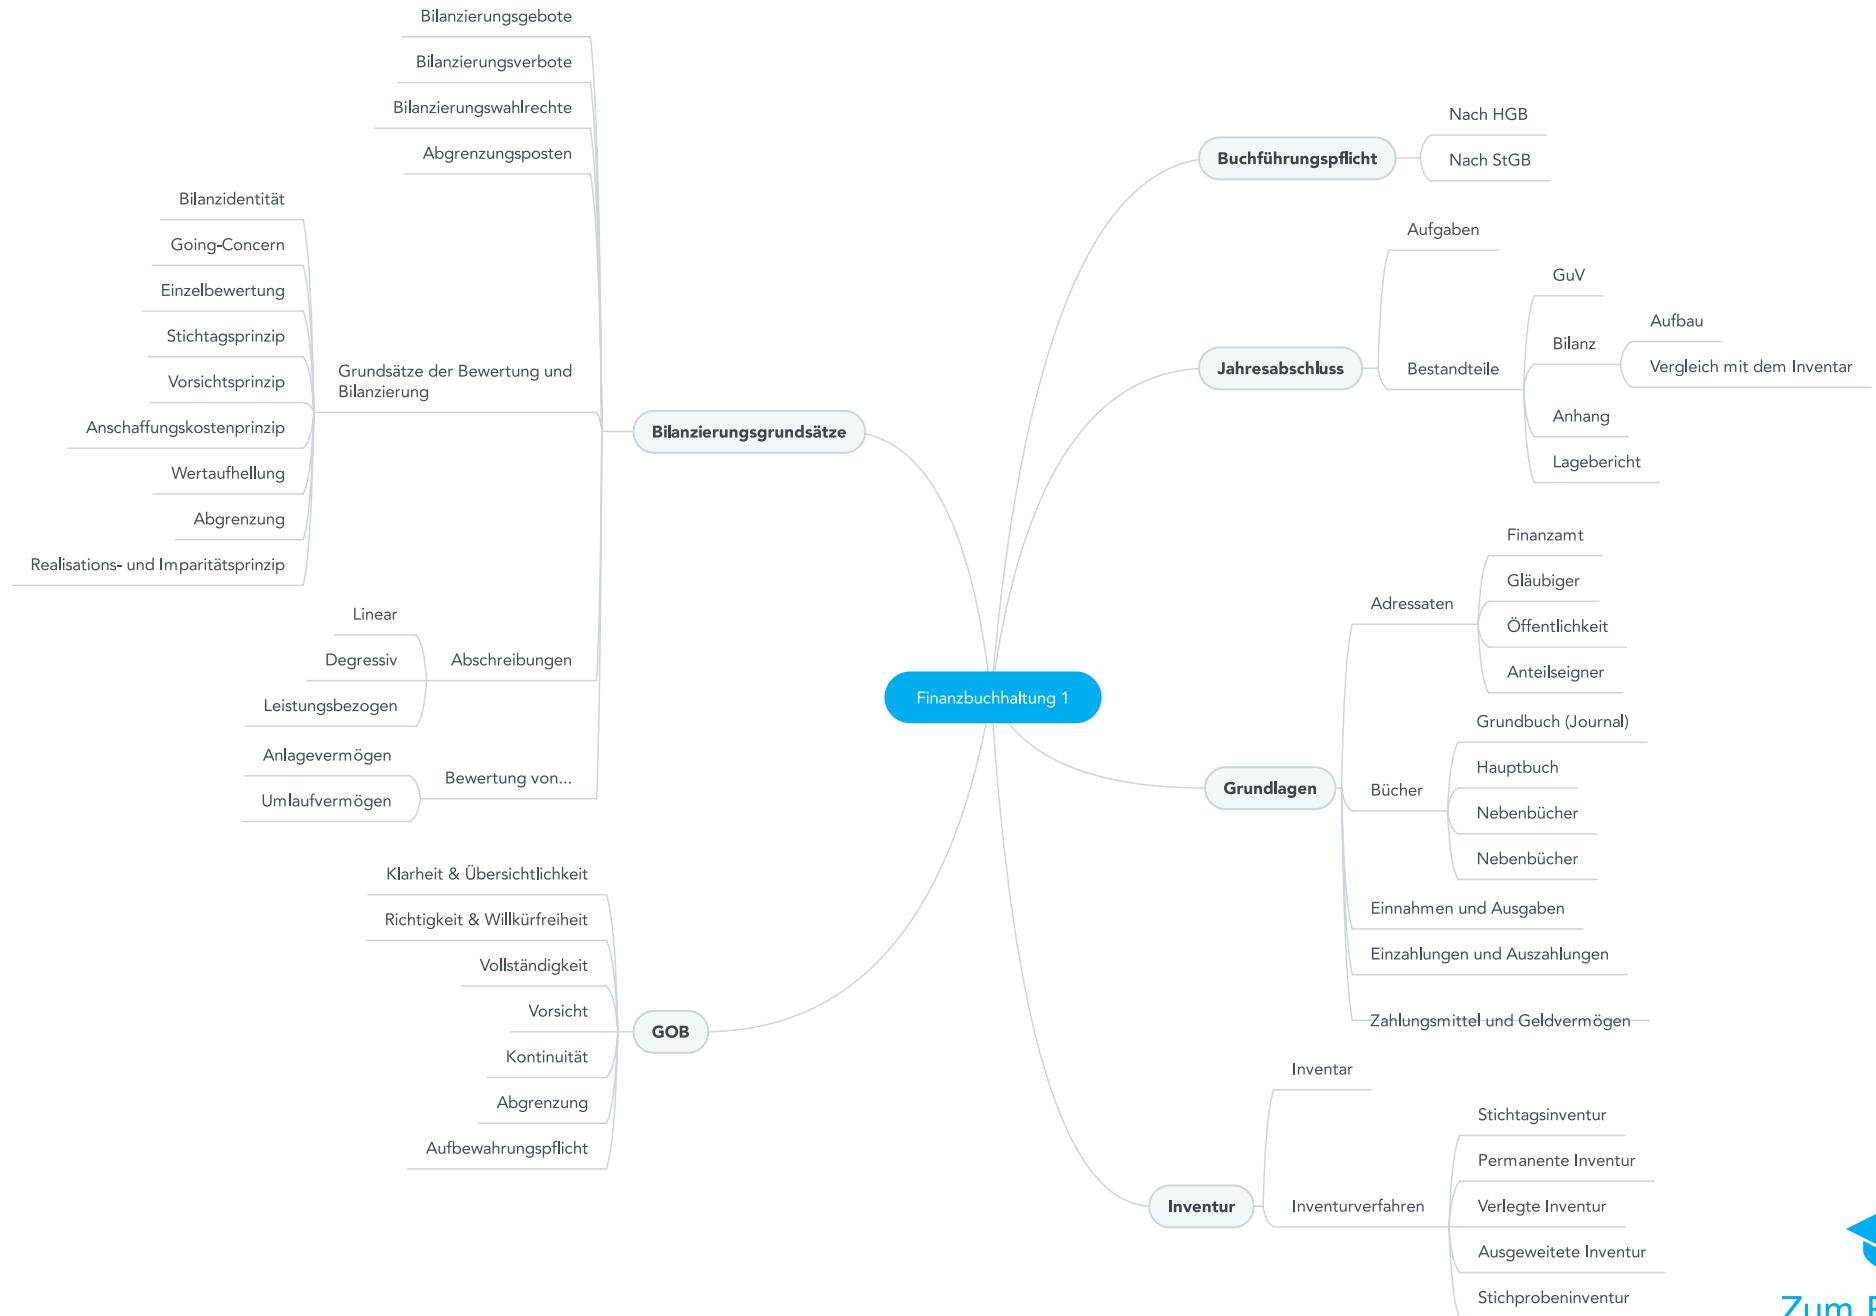 Finanzbuchhaltung 1
Buchführungspflicht
Nach HGB
Nach StGB
Jahresabschluss
Aufgaben
Bestandteile
GuV
Bilanz
Aufbau
Vergleich mit dem Inventar
Anhang
Lagebericht
Grundlagen
Adressaten
Finanzamt
Gläubiger
Öffentlichkeit
Anteilseigner
Bücher
Grundbuch (Journal)
Hauptbuch
Nebenbücher
Nebenbücher
Einnahmen und Ausgaben
Einzahlungen und Auszahlungen
Zahlungsmittel und Geldvermögen
Inventur
Inventar
Inventurverfahren
Stichtagsinventur
Permanente Inventur
Verlegte Inventur
Ausgeweitete Inventur
Stichprobeninventur
Bilanzierungsgrundsätze
Bilanzierungsgebote
Bilanzierungsverbote
Bilanzierungswahlrechte
Abgrenzungsposten
Grundsätze der Bewertung und
Bilanzierung
Bilanzidentität
Going-Concern
Einzelbewertung
Stichtagsprinzip
Vorsichtsprinzip
Anschaffungskostenprinzip
Wertaufhellung
Abgrenzung
Realisations- und Imparitätsprinzip
Abschreibungen
Linear
Degressiv
Leistungsbezogen
Bewertung von...
Anlagevermögen
Umlaufvermögen
GOB
Klarheit & Übersichtlichkeit
Richtigkeit & Willkürfreiheit
Vollständigkeit
Vorsicht
Kontinuität
Abgrenzung
Aufbewahrungspflicht
Zum